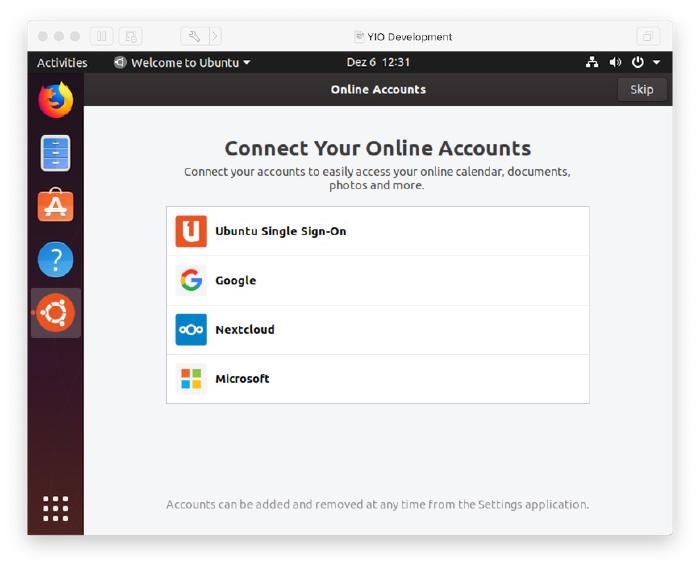 YIO Development
Activities
Welcome to Ubuntu
Dez 6 12:31
Online Accounts
Skip
Connect Your Online Accounts
Connect your accounts to easily access your online calendar, documents,
photos and more.
Ubuntu Single Sign-On
Google
Nextcloud
Microsoft
Accounts can be added and removed at any time from the Settings application.